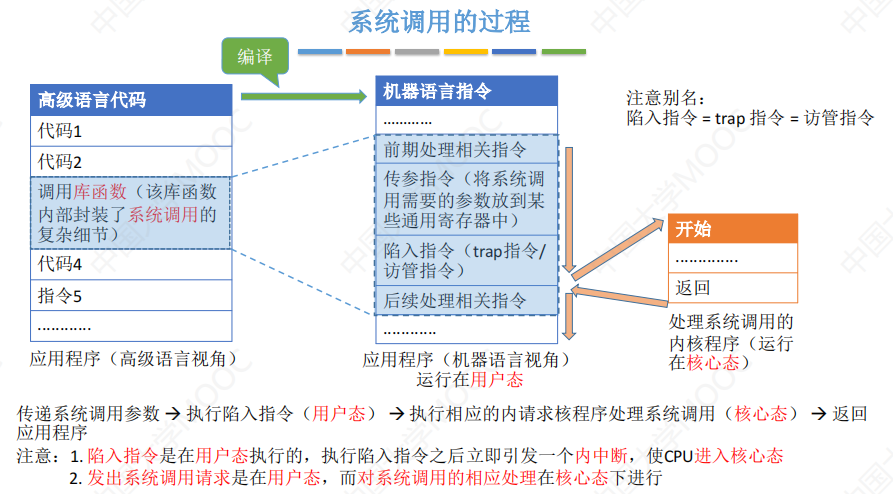 系统调用的过程
编译
高级语言代码
代码1
代码2
调用库函数（该库函数
内部封装了系统调用的
复杂细节）
代码4
指令5
............
应用程序（高级语言视角）
机器语言指令
............
前期处理相关指令
传参指令（将系统调
用需要的参数放到某
些通用寄存器中）
陷入指令（trap指令/
访管指令）
后续处理相关指令
............
应用程序（机器语言视角）
运行在用户态
注意别名：
陷入指令 = trap 指令 = 访管指令
开始
..............
返回
处理系统调用的
内核程序（运行
在核心态）
传递系统调用参数 → 执行陷入指令（用户态） → 执行相应的内请求核程序处理系统调用（核心态） → 返回
应用程序
注意：1. 陷入指令是在用户态执行的，执行陷入指令之后立即引发一个内中断，使CPU进入核心态
2. 发出系统调用请求是在用户态，而对系统调用的相应处理在核心态下进行
中国大学MOOC